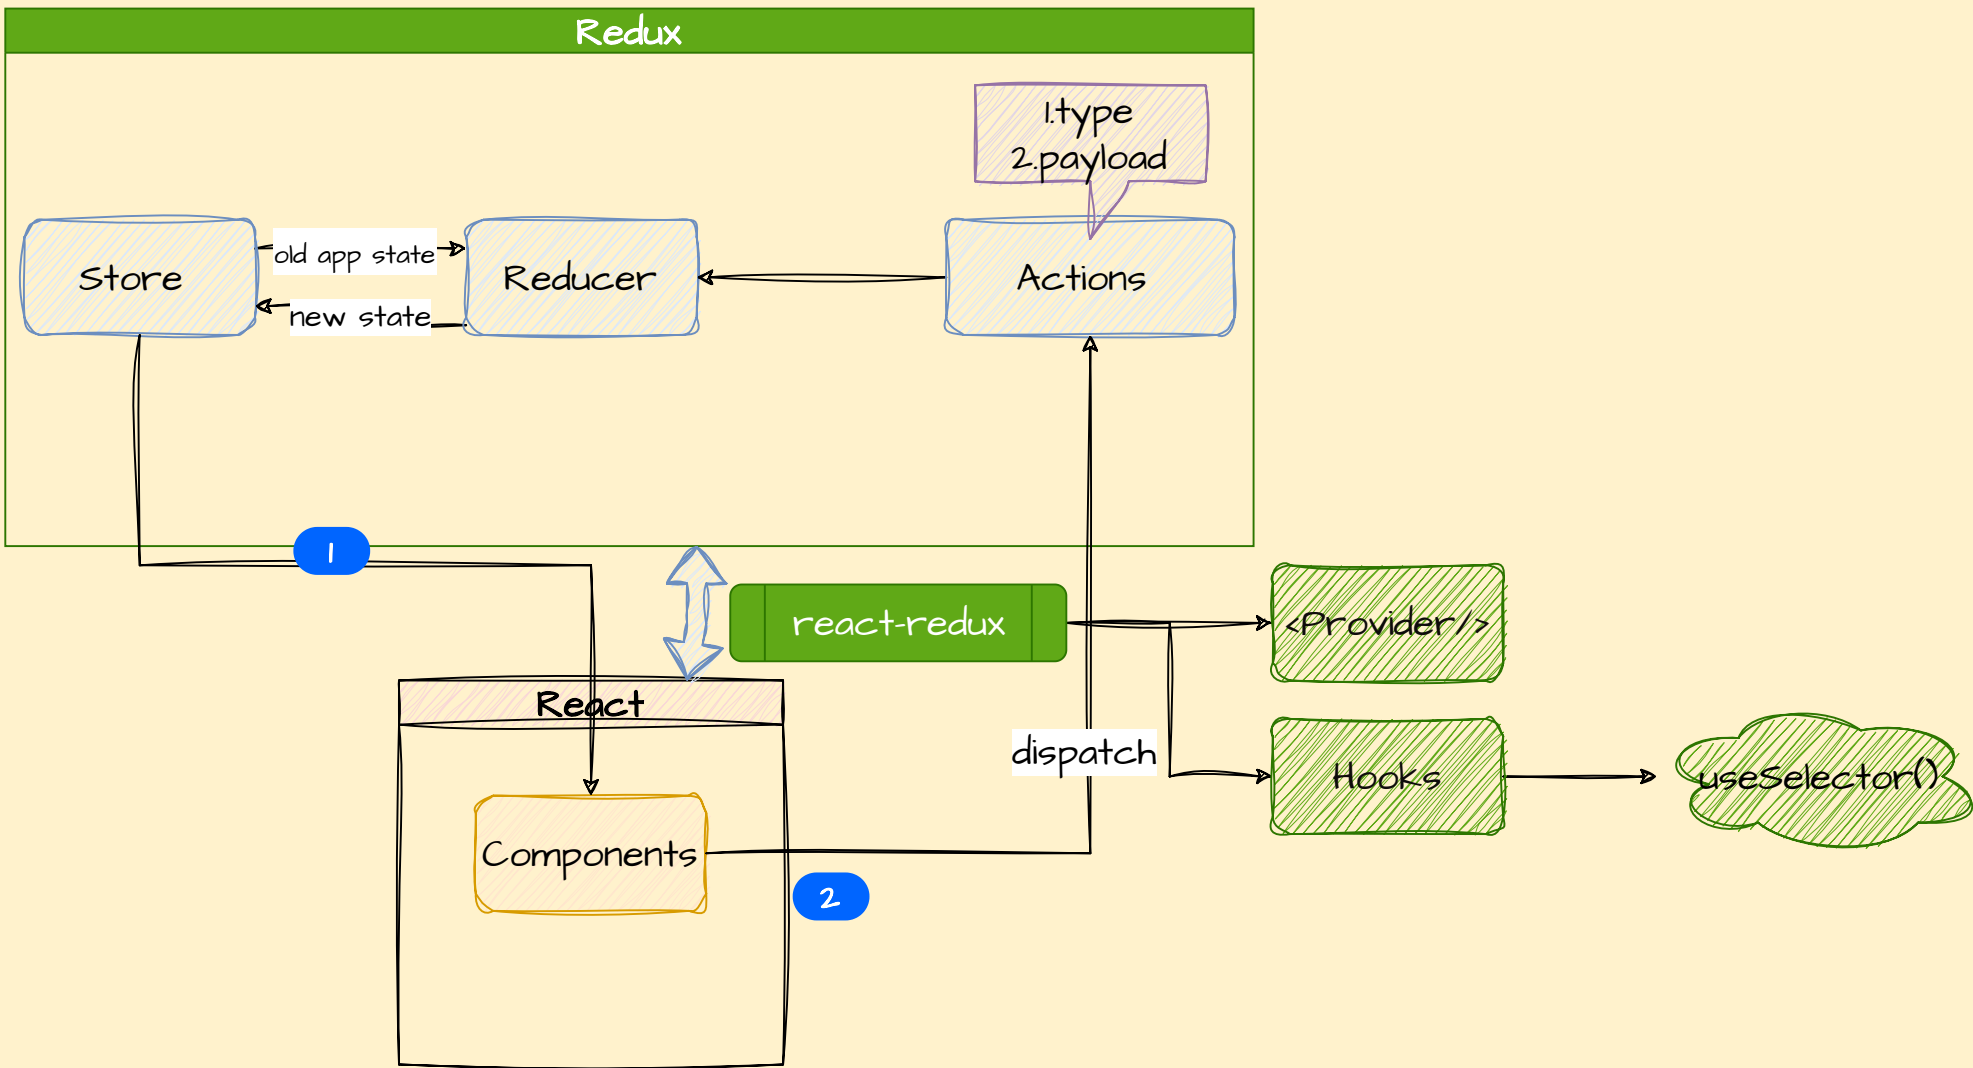 Redux
1.type
2.payload
Store
old app state
new state
Reducer
Actions
1
react-redux
<Provider/>
React
dispatch
Hooks
useSelector()
Components
2